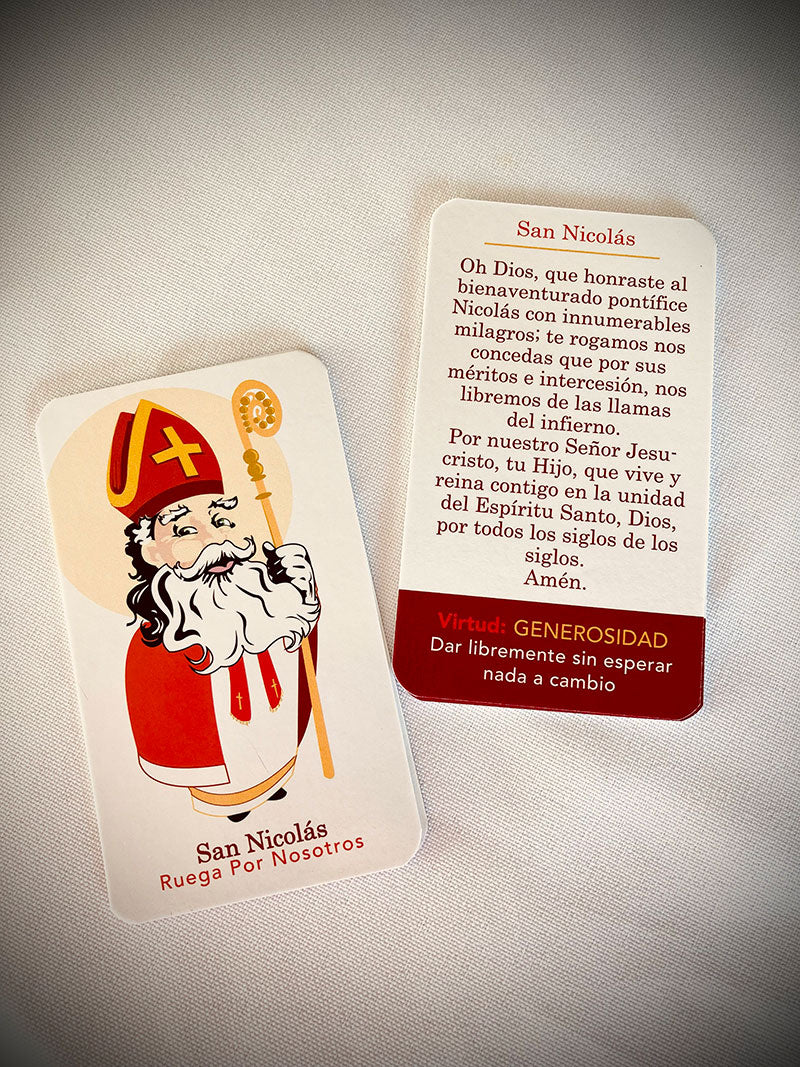 San Nicolás
Ruega Por Nosotros
San Nicolás
Oh Dios, que honraste al
bienaventurado pontífice
Nicolás con innumerables
milagros; te rogamos nos
concedas que por sus
méritos e intercesión, nos
libremos de las llamas
del infierno.
Por nuestro Señor Jesu-
cristo, tu Hijo, que vive y
reina contigo en la unidad
del Espíritu Santo, Dios,
por todos los siglos de los
siglos.
Amén.
Virtud: GENEROSIDAD
Dar libremente sin esperar
nada a cambio